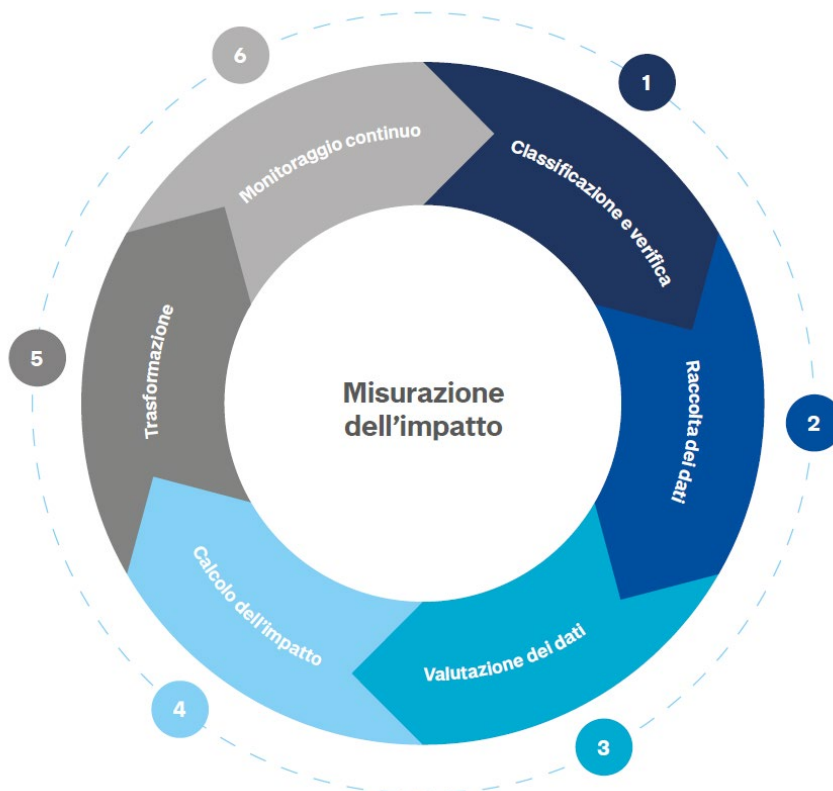 Misurazione
dell’impatto
1
Classificazione e verifica
2
Raccolta dei dati
3
Valutazione dei dati
4
Calcolo dell’impatto
5
Trasformazione
6
Monitoraggio continuo